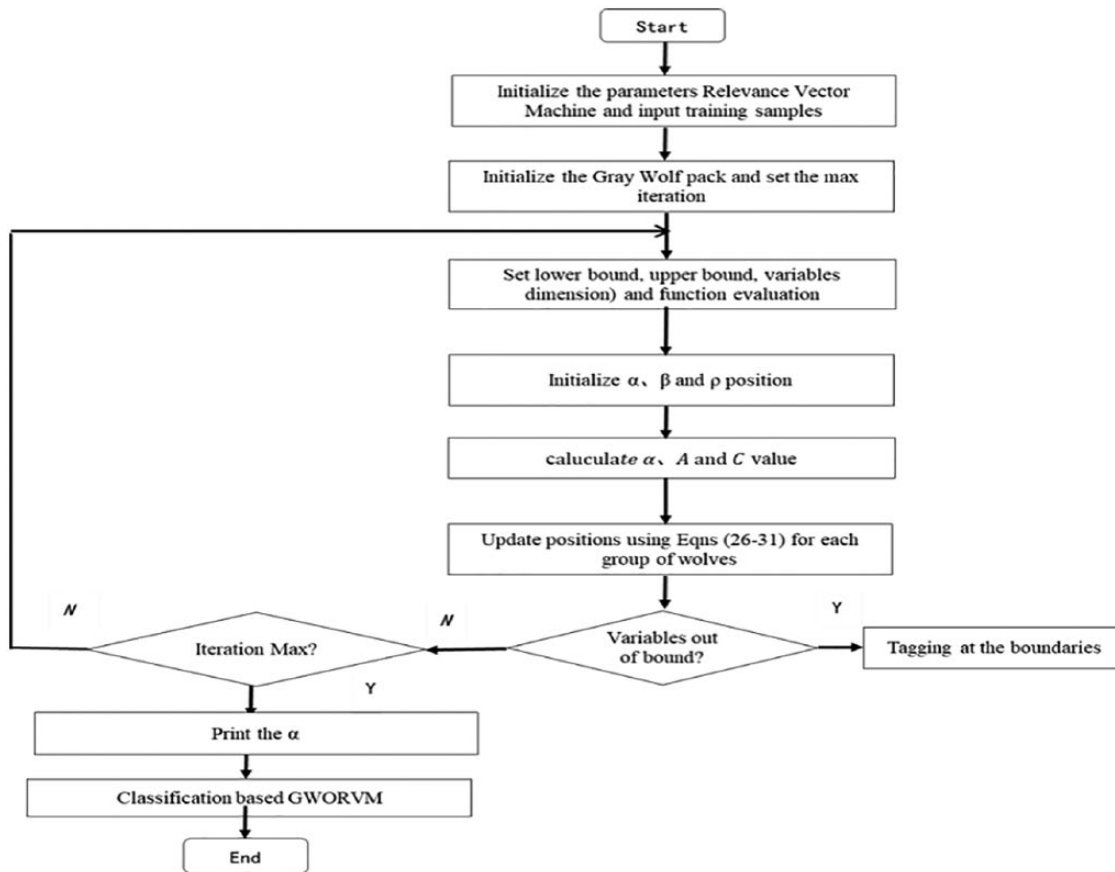 Start
Initialize the parameters Relevance Vector
Machine and input training samples
Initialize the Gray Wolf pack and set the max
iteration
Set lower bound, upper bound, variables
dimension) and function evaluation
Initialize α、β and ρ position
caluculate α、A and C value
Update positions using Eqns (26-31) for each
group of wolves
Variables out
of bound?
Y
Tagging at the boundaries
N
Iteration Max?
N
Y
Print the α
Classification based GWORVM
End